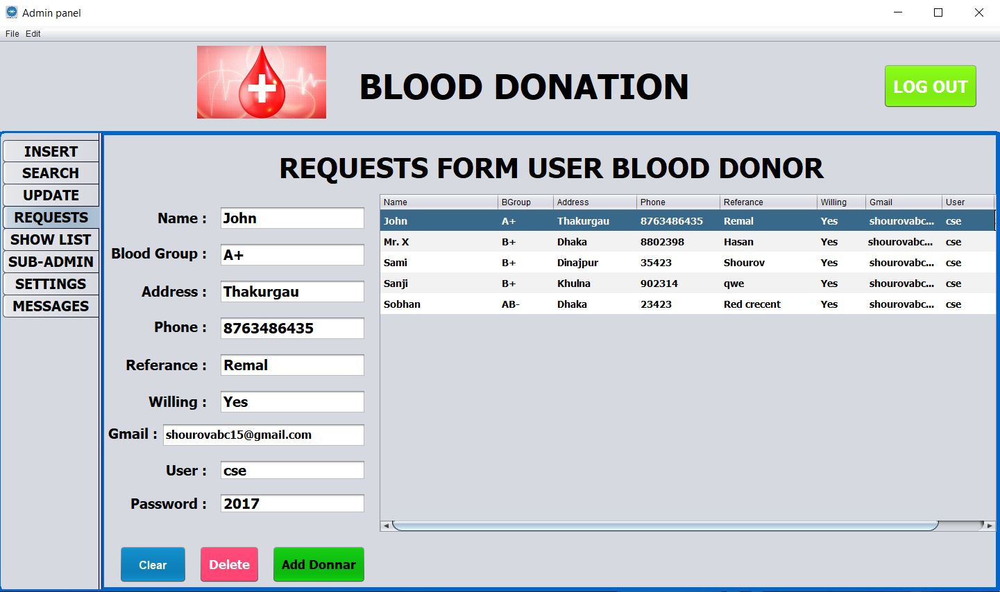 Admin panel
File Edit
BLOOD DONATION
LOG OUT
INSERT
SEARCH
UPDATE
REQUESTS
SHOW LIST
SUB-ADMIN
SETTINGS
MESSAGES
REQUESTS FORM USER BLOOD DONOR
Name : John
Blood Group : A+
Address : Thakurgau
Phone : 8763486435
Referance : Remal
Willing : Yes
Gmail : shourovabc15@gmail.com
User : cse
Password : 2017
Clear Delete Add Donnar
Name BGroup Address Phone Referance Willing Gmail User
John A+ Thakurgau 8763486435 Remal Yes shourovabc... cse
Mr. X B+ Dhaka 8802398 Hasan Yes shourovabc... cse
Sami B+ Dinajpur 35423 Shourov Yes shourovabc... cse
Sanji B+ Khulna 902314 qwe Yes shourovabc... cse
Sobhan AB- Dhaka 23423 Red crecent Yes shourovabc... cse